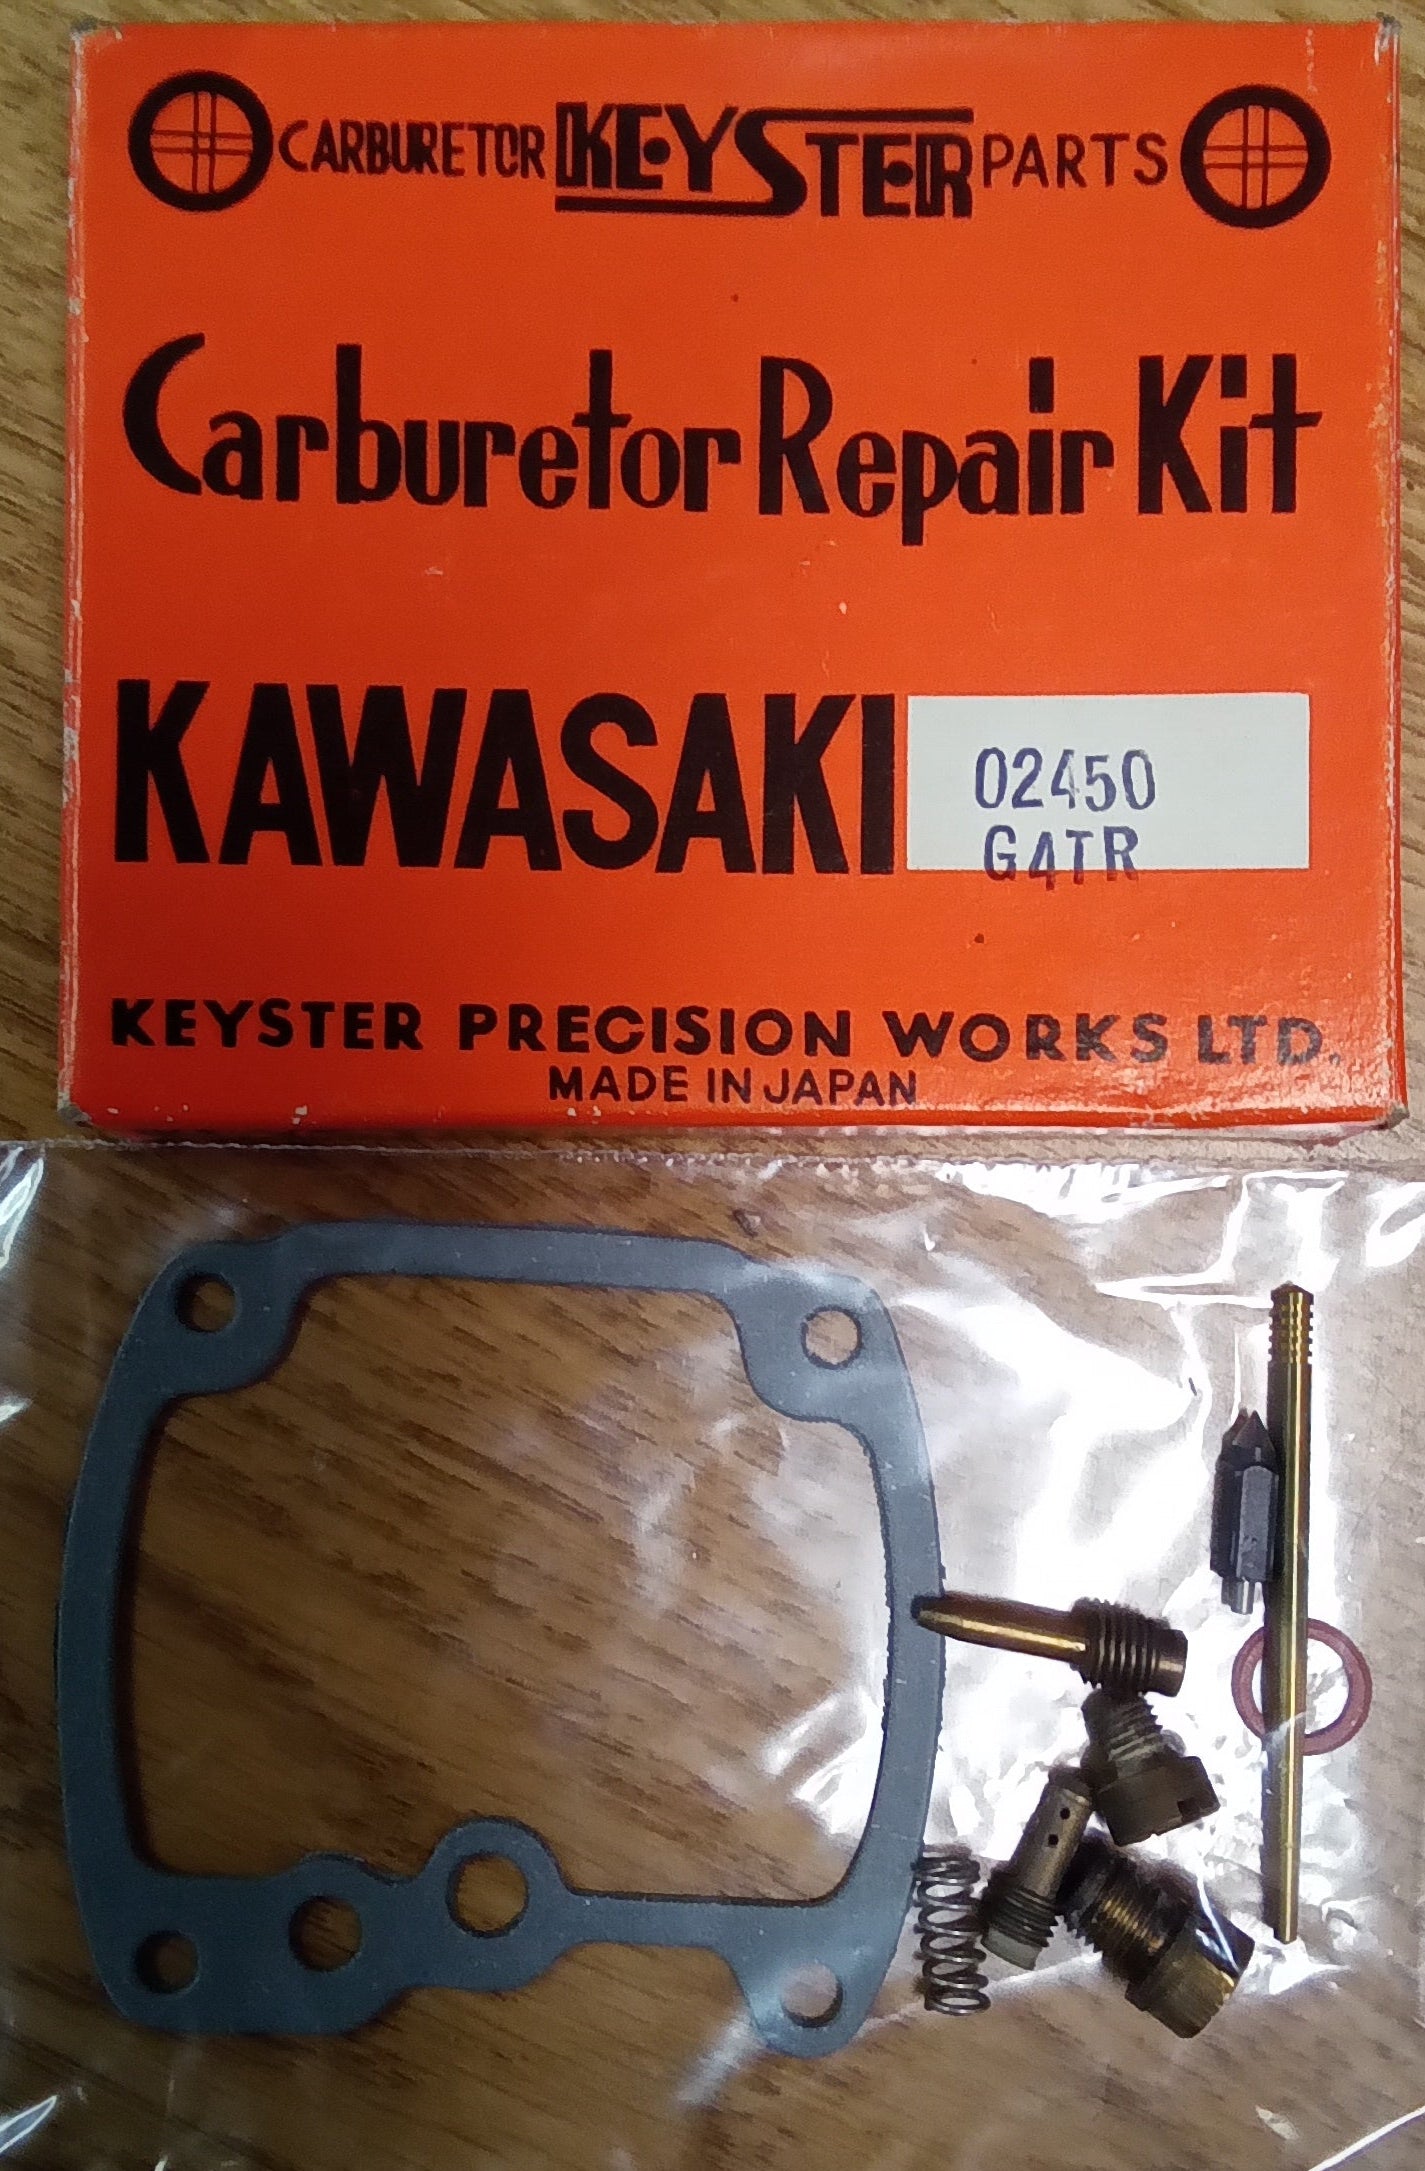 CARBURETOR KEYSTER PARTS
Carburetor Repair Kit
KAWASAKI
02450
G4TR
KEYSTER PRECISION WORKS LTD.
MADE IN JAPAN